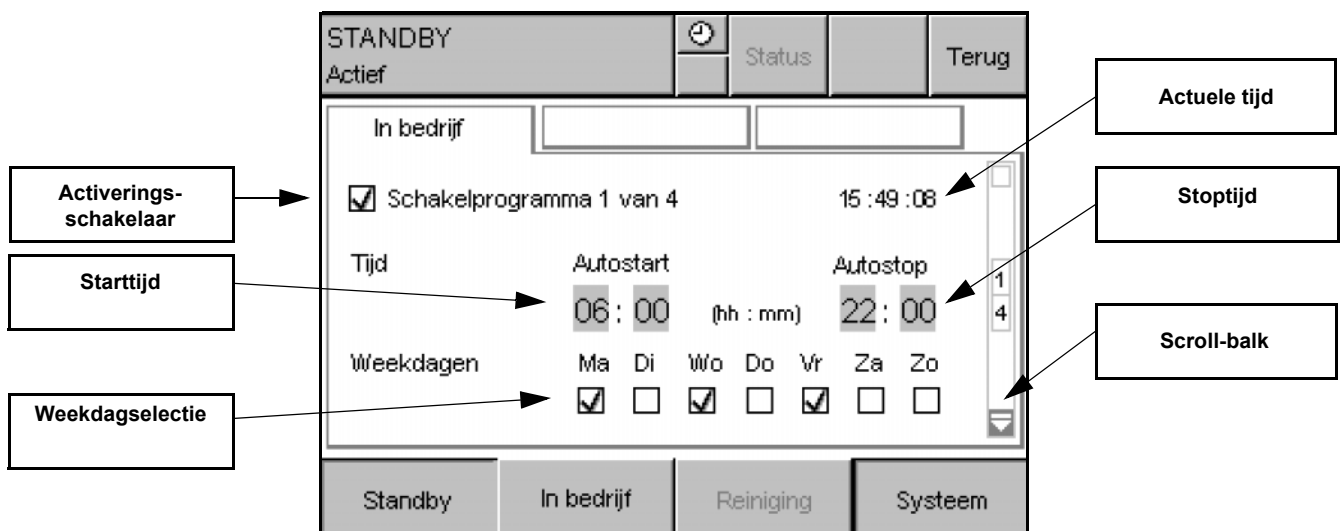 STANDBY
Actief
Status
Terug
In bedrijf
Actuele tijd
Activerings-
schakelaar
Schakelprogramma 1 van 4
15 :49 :08
Stoptijd
Starttijd
Tijd
Autostart
Autostop
1
06 : 00
(hh : mm)
22 : 00
4
Scroll-balk
Weekdagen
Ma Di Wo Do Vr Za Zo
Weekdagselectie
Standby
In bedrijf
Reiniging
Systeem